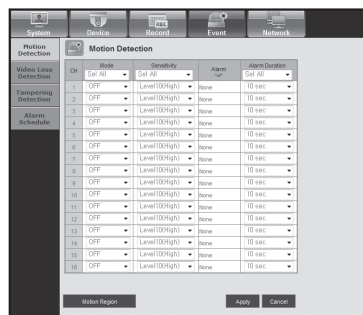 System Device Record Event Network
Motion Detection
Video Loss Detection
Tampering Detection
Alarm Schedule
Motion Detection
CH Mode Sensitivity Alarm Alarm Duration
Sel All Sel All Sel All
1 OFF Level10(High) None 10 sec
2 OFF Level10(High) None 10 sec
3 OFF Level10(High) None 10 sec
4 OFF Level10(High) None 10 sec
5 OFF Level10(High) None 10 sec
6 OFF Level10(High) None 10 sec
7 OFF Level10(High) None 10 sec
8 OFF Level10(High) None 10 sec
9 OFF Level10(High) None 10 sec
10 OFF Level10(High) None 10 sec
11 OFF Level10(High) None 10 sec
12 OFF Level10(High) None 10 sec
13 OFF Level10(High) None 10 sec
14 OFF Level10(High) None 10 sec
15 OFF Level10(High) None 10 sec
16 OFF Level10(High) None 10 sec
Motion Region Apply Cancel